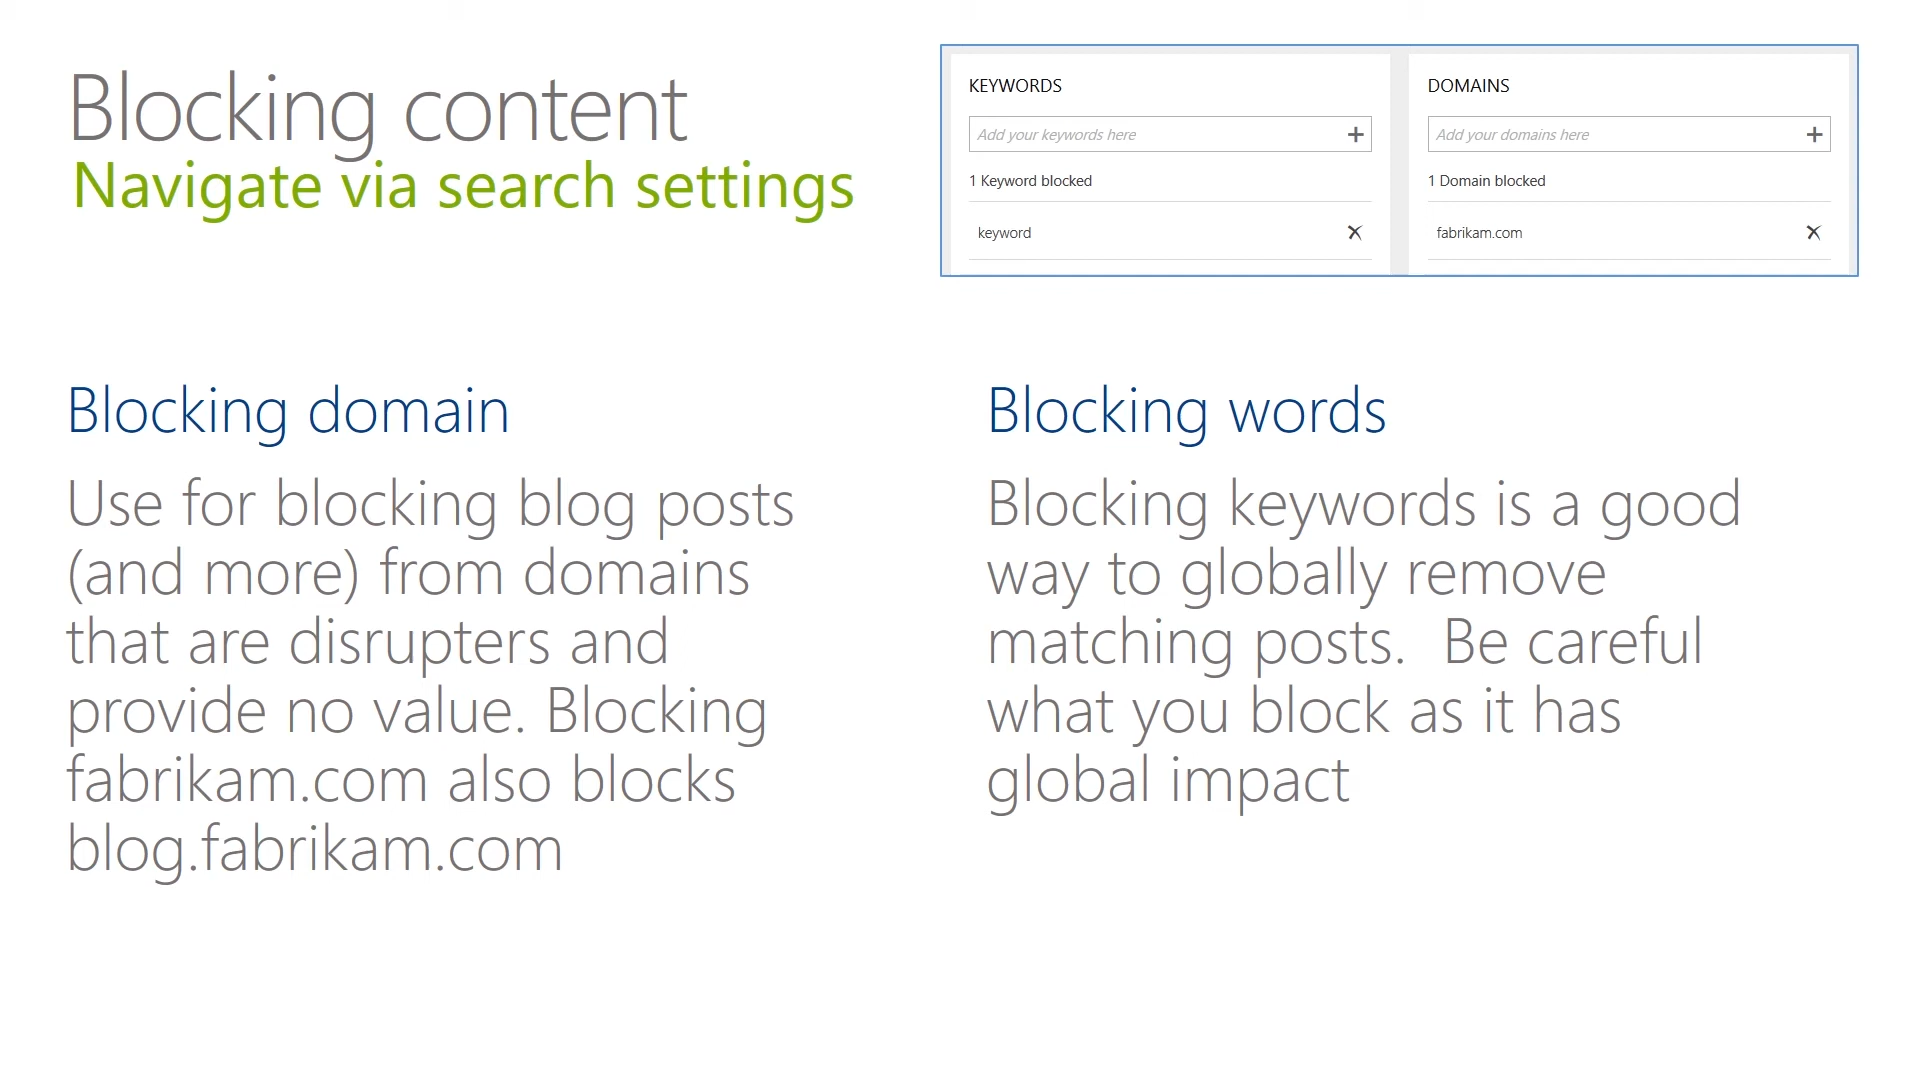 Blocking content
Navigate via search settings
KEYWORDS
Add your keywords here
1 Keyword blocked
keyword
DOMAINS
Add your domains here
1 Domain blocked
fabrikam.com
Blocking domain
Use for blocking blog posts
(and more) from domains
that are disrupters and
provide no value. Blocking
fabrikam.com also blocks
blog.fabrikam.com
Blocking words
Blocking keywords is a good
way to globally remove
matching posts.  Be careful
what you block as it has
global impact